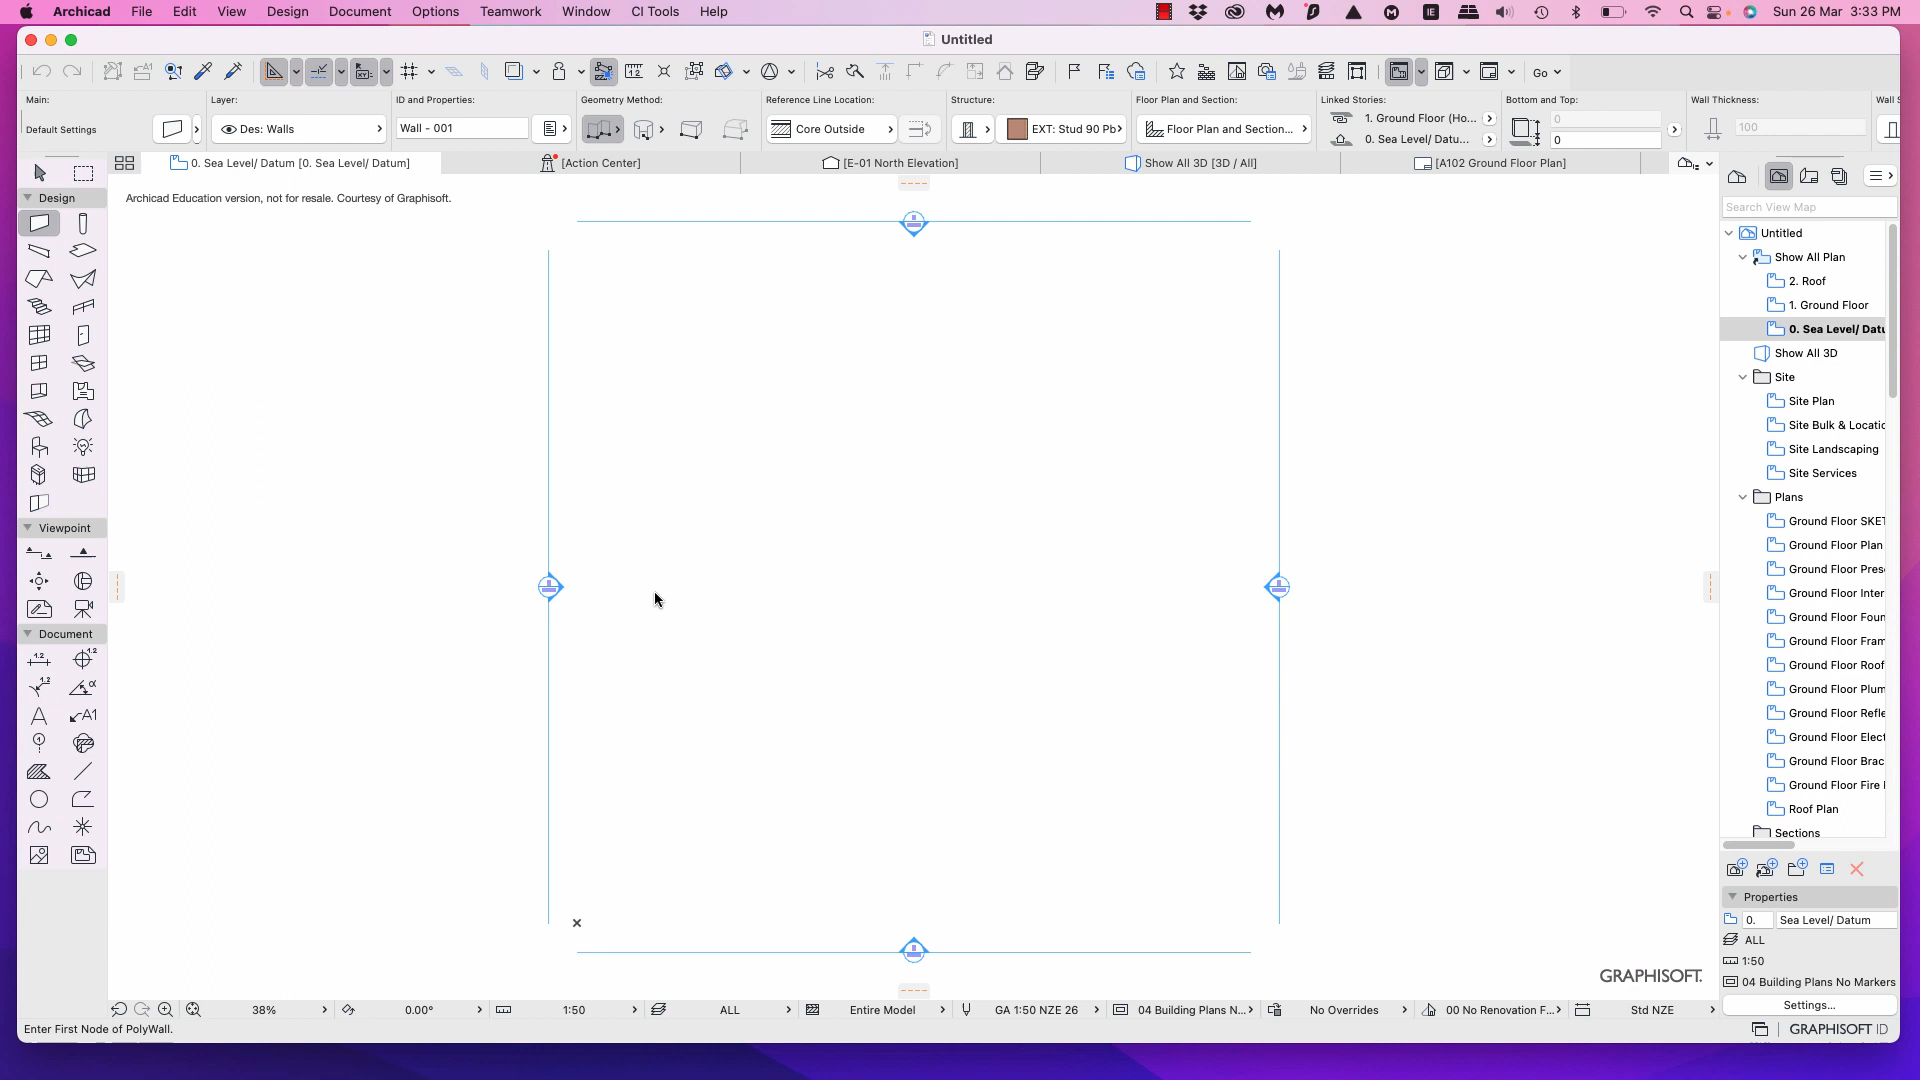 Archicad File Edit View Design Document Options Teamwork Window CI Tools Help Sun 26 Mar 3:33 PM
Untitled
Go
Main: Layer: ID and Properties: Geometry Method: Reference Line Location: Structure: Floor Plan and Section: Linked Stories: Bottom and Top: Wall Thickness: Wall S
Default Settings Des: Walls Wall - 001 Core Outside EXT: Stud 90 Pb Floor Plan and Section... 1. Ground Floor (Ho... 0 100
0. Sea Level/ Datu... 0
0. Sea Level/ Datum [0. Sea Level/ Datum] [Action Center] [E-01 North Elevation] Show All 3D [3D / All] [A102 Ground Floor Plan]
Archicad Education version, not for resale. Courtesy of Graphisoft.
Design
Viewpoint
Document
Search View Map
Untitled
Show All Plan
2. Roof
1. Ground Floor
0. Sea Level/ Datu
Show All 3D
Site
Site Plan
Site Bulk & Locatic
Site Landscaping
Site Services
Plans
Ground Floor SKET
Ground Floor Plan
Ground Floor Pres
Ground Floor Inter
Ground Floor Foun
Ground Floor Fram
Ground Floor Roof
Ground Floor Plum
Ground Floor Refle
Ground Floor Elect
Ground Floor Brac
Ground Floor Fire
Roof Plan
Sections
Properties
0. Sea Level/ Datum
ALL
1:50
04 Building Plans No Markers
Settings...
GRAPHISOFT ID
GRAPHISOFT.
38% 0.00° 1:50 ALL Entire Model GA 1:50 NZE 26 04 Building Plans N... No Overrides 00 No Renovation F... Std NZE
Enter First Node of PolyWall.